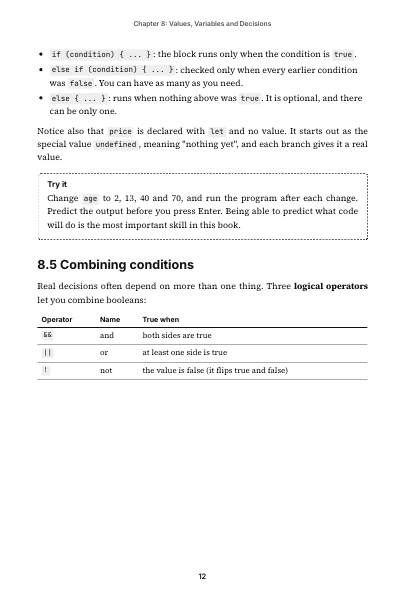 Chapter 8: Values, Variables and Decisions
• if (condition) { ... } : the block runs only when the condition is true .
• else if (condition) { ... } : checked only when every earlier condition
was false . You can have as many as you need.
• else { ... } : runs when nothing above was true . It is optional, and there
can be only one.
Notice also that price is declared with let and no value. It starts out as the
special value undefined , meaning "nothing yet", and each branch gives it a real
value.
Try it
Change age to 2, 13, 40 and 70, and run the program after each change.
Predict the output before you press Enter. Being able to predict what code
will do is the most important skill in this book.
8.5 Combining conditions
Real decisions often depend on more than one thing. Three logical operators
let you combine booleans:
Operator Name True when
&& and both sides are true
|| or at least one side is true
! not the value is false (it flips true and false)
12